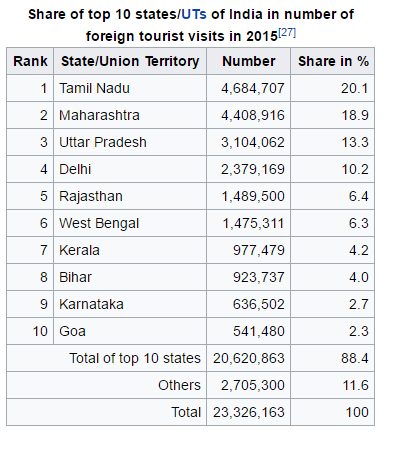 Share of top 10 states/UTs of India in number of
foreign tourist visits in 2015[27]
Rank State/Union Territory Number Share in %
1 Tamil Nadu 4,684,707 20.1
2 Maharashtra 4,408,916 18.9
3 Uttar Pradesh 3,104,062 13.3
4 Delhi 2,379,169 10.2
5 Rajasthan 1,489,500 6.4
6 West Bengal 1,475,311 6.3
7 Kerala 977,479 4.2
8 Bihar 923,737 4.0
9 Karnataka 636,502 2.7
10 Goa 541,480 2.3
Total of top 10 states 20,620,863 88.4
Others 2,705,300 11.6
Total 23,326,163 100